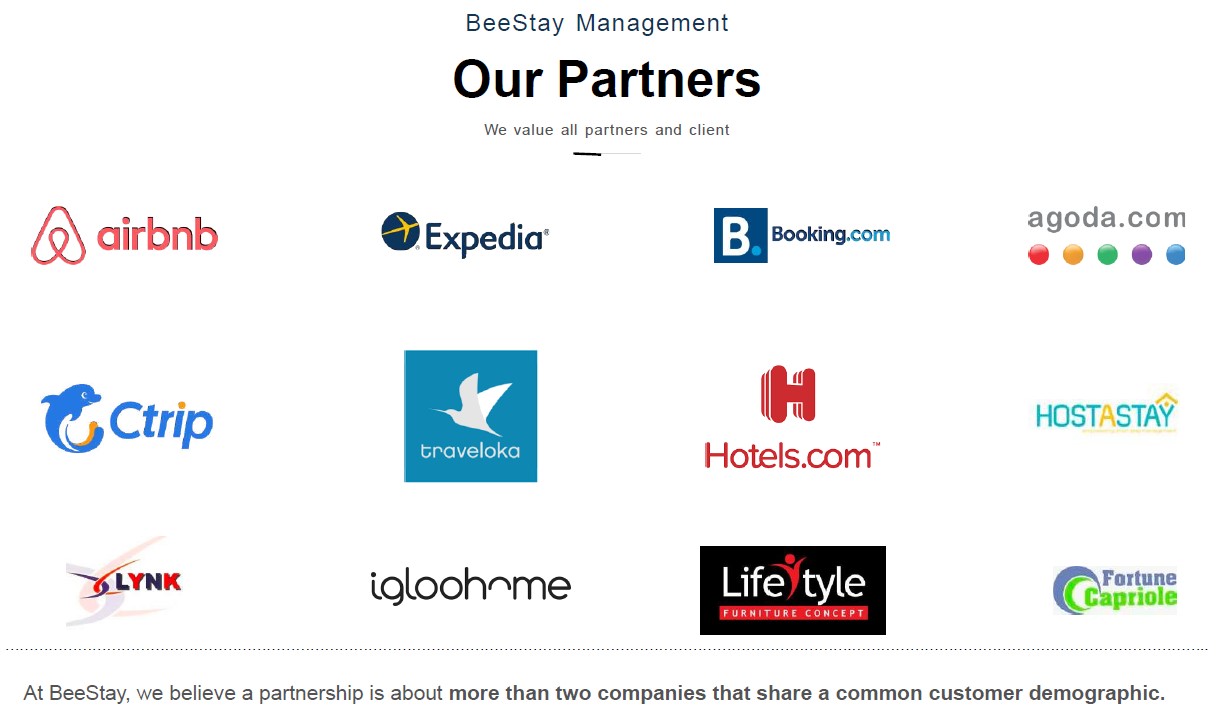 BeeStay Management
Our Partners
We value all partners and client
airbnb
Expedia®
B. Booking.com
agoda.com
Ctrip
traveloka
H
Hotels.com™
HOSTASTAY
LYNK
igloohome
LifeStyle
FURNITURE CONCEPT
Fortune
Capriole
At BeeStay, we believe a partnership is about more than two companies that share a common customer demographic.